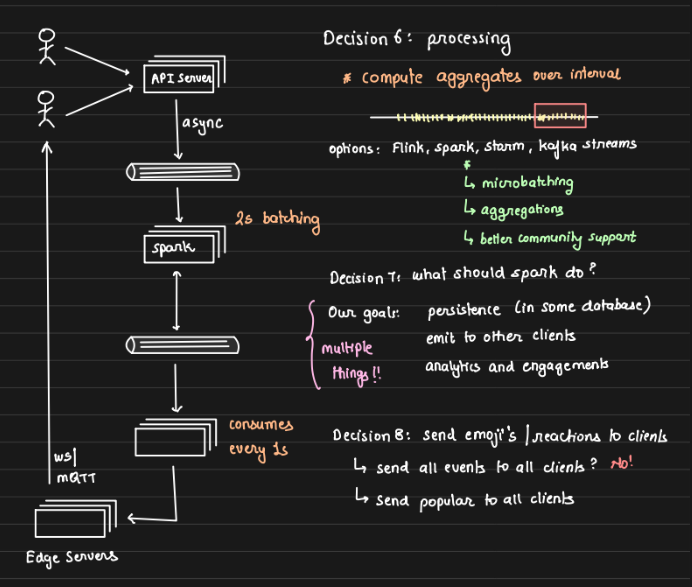 API Server
async
2s batching
spark
consumes
every 1s
ws|
MQTT
Edge Servers
Decision 6: processing
* compute aggregates over interval
options: Flink, spark, storm, kafka streams
*
↳ microbatching
↳ aggregations
↳ better community support
Decision 7: what should spark do?
Our goals: persistence (in some database)
multiple emit to other clients
things!! analytics and engagements
Decision 8: send emoji's | reactions to clients
↳ send all events to all clients? No!
↳ send popular to all clients